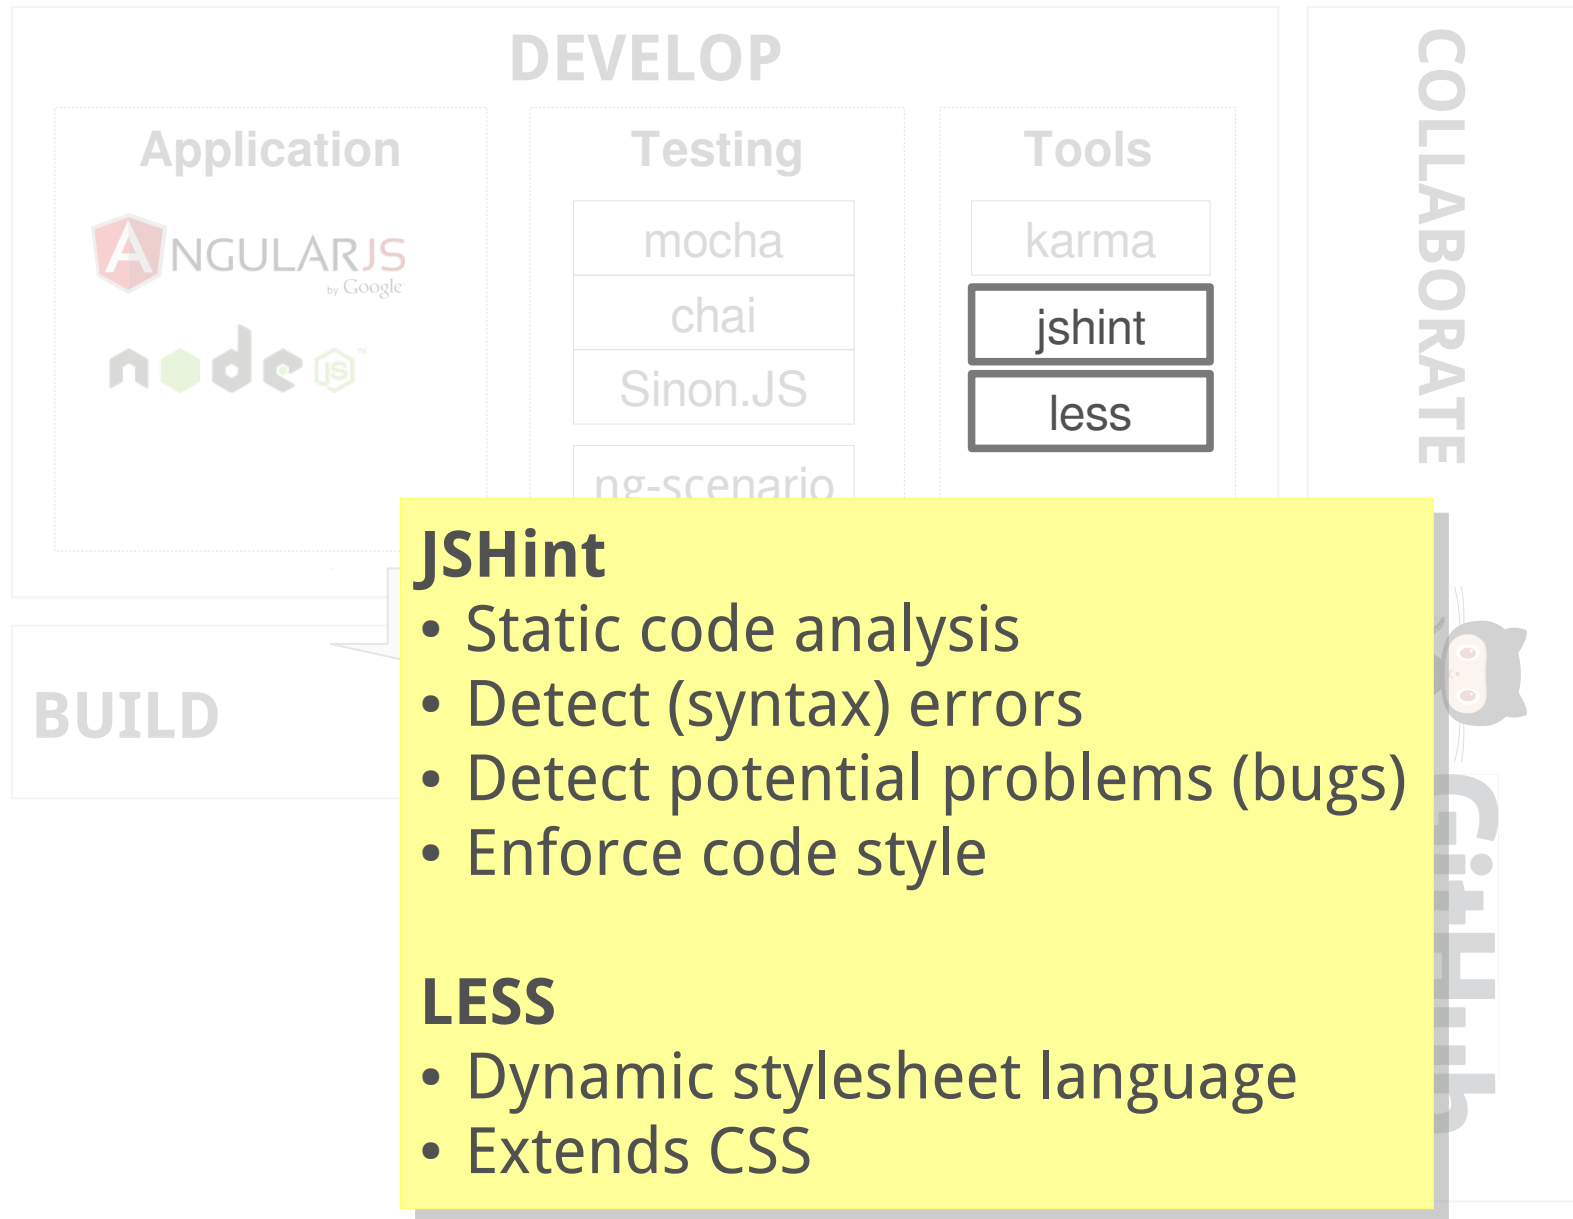 DEVELOP
Application
ANGULARJS
by Google
node
JS
Testing
mocha
chai
Sinon.JS
ng-scenario
Tools
karma
jshint
less
COLLABORATE
GitHub
BUILD
JSHint
• Static code analysis
• Detect (syntax) errors
• Detect potential problems (bugs)
• Enforce code style
LESS
• Dynamic stylesheet language
• Extends CSS